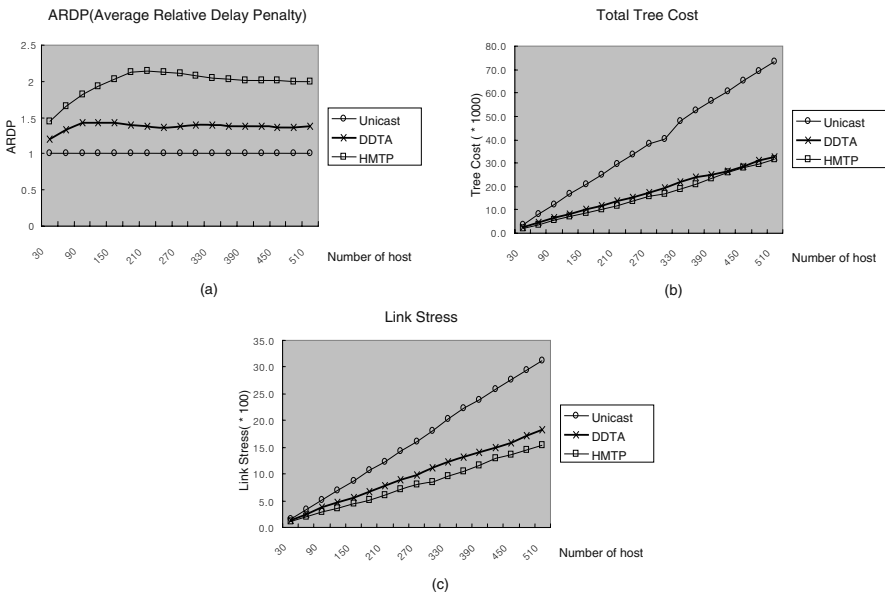 ARDP(Average Relative Delay Penalty)
2.5
2
1.5
1
0.5
0
ARDP
30
90
150
210
270
330
390
450
510
Number of host
Unicast
DDTA
HMTP
(a)
Total Tree Cost
80.0
70.0
60.0
50.0
40.0
30.0
20.0
10.0
0.0
Tree Cost ( * 1000)
30
90
150
210
270
330
390
450
510
Number of host
Unicast
DDTA
HMTP
(b)
Link Stress
35.0
30.0
25.0
20.0
15.0
10.0
5.0
0.0
Link Stress( * 100)
30
90
150
210
270
330
390
450
510
Number of host
Unicast
DDTA
HMTP
(c)